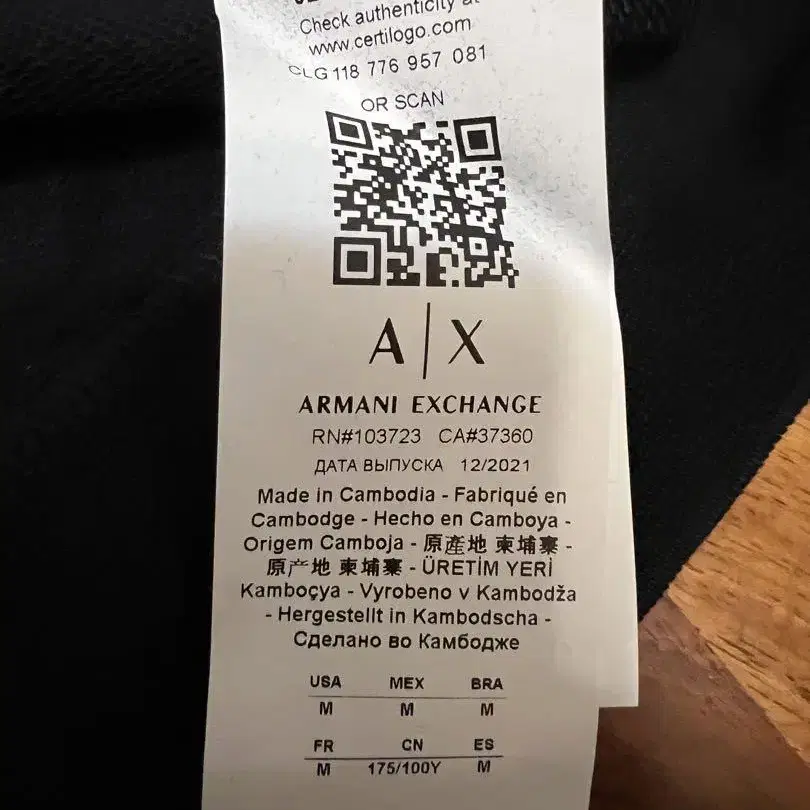 Check authenticity at
www.certilogo.com
CLG 118 776 957 081
OR SCAN
A|X
ARMANI EXCHANGE
RN#103723 CA#37360
ДАТА ВЫПУСКА 12/2021
Made in Cambodia - Fabriqué en
Cambodge - Hecho en Camboya -
Origem Camboja - 原產地 柬埔寨 -
原产地 柬埔寨 - ÜRETİM YERİ
Kamboçya - Vyrobeno v Kambodža
- Hergestellt in Kambodscha -
Сделано во Камбодже
USA MEX BRA
M M M
FR CN ES
M 175/100Y M